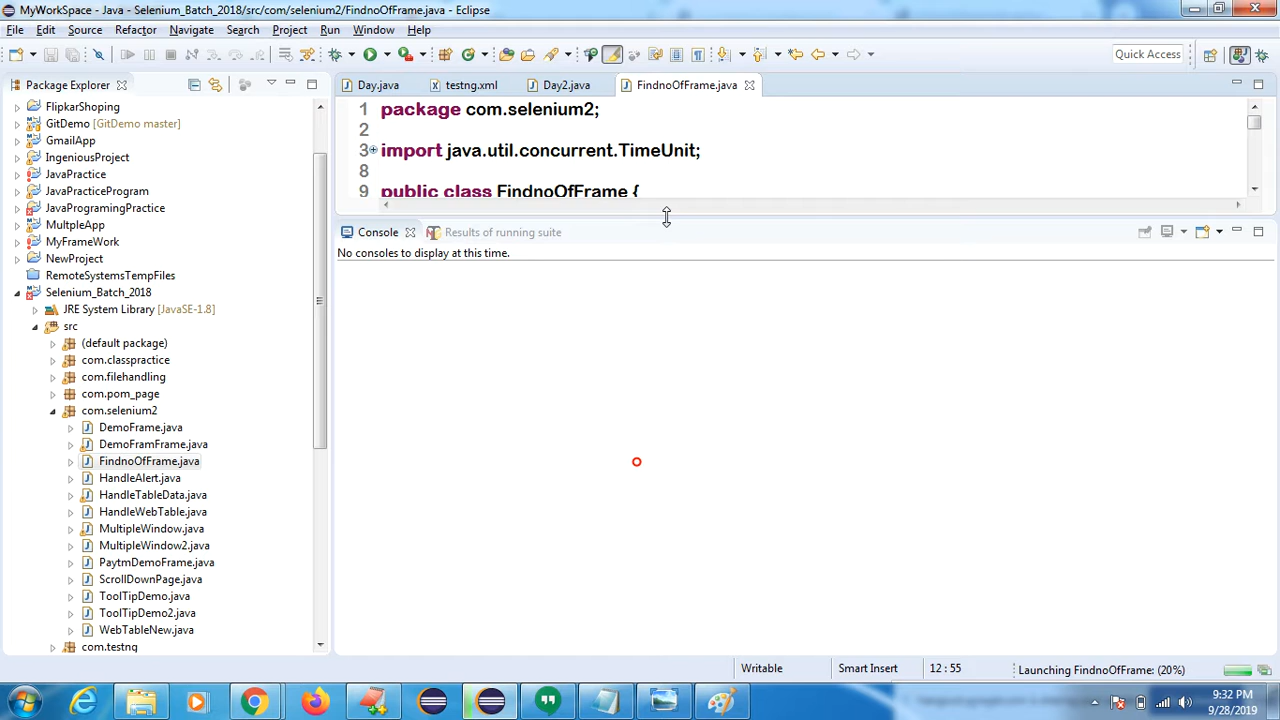 MyWorkSpace - Java - Selenium_Batch_2018/src/com/selenium2/FindnoOfFrame.java - Eclipse
File Edit Source Refactor Navigate Search Project Run Window Help
Quick Access
Package Explorer
FlipkarShoping
GitDemo [GitDemo master]
GmailApp
IngeniousProject
JavaPractice
JavaPracticeProgram
JavaProgramingPractice
MultpleApp
MyFrameWork
NewProject
RemoteSystemsTempFiles
Selenium_Batch_2018
JRE System Library [JavaSE-1.8]
src
(default package)
com.classpractice
com.filehandling
com.pom_page
com.selenium2
DemoFrame.java
DemoFramFrame.java
FindnoOfFrame.java
HandleAlert.java
HandleTableData.java
HandleWebTable.java
MultipleWindow.java
MultipleWindow2.java
PaytmDemoFrame.java
ScrollDownPage.java
ToolTipDemo.java
ToolTipDemo2.java
WebTableNew.java
com.testng
Day.java testng.xml Day2.java FindnoOfFrame.java
1 package com.selenium2;
2
3 import java.util.concurrent.TimeUnit;
8
9 public class FindnoOfFrame {
Console Results of running suite
No consoles to display at this time.
Writable Smart Insert 12 : 55 Launching FindnoOfFrame: (20%)
9:32 PM
9/28/2019